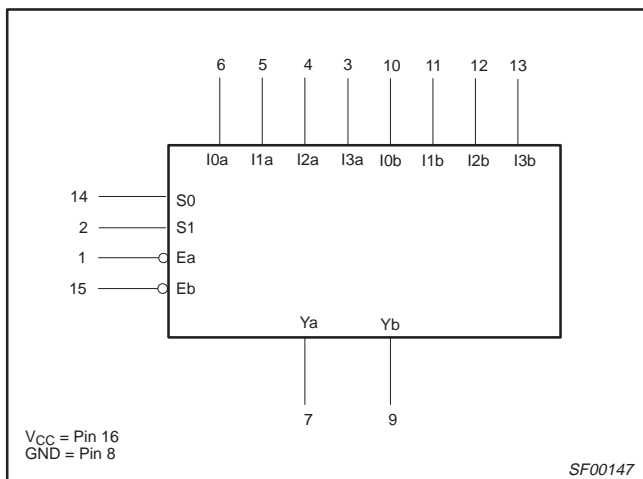 6 5 4 3 10 11 12 13
I0a I1a I2a I3a I0b I1b I2b I3b
14 S0
2 S1
1 Ea
15 Eb
Ya Yb
7 9
VCC = Pin 16
GND = Pin 8
SF00147